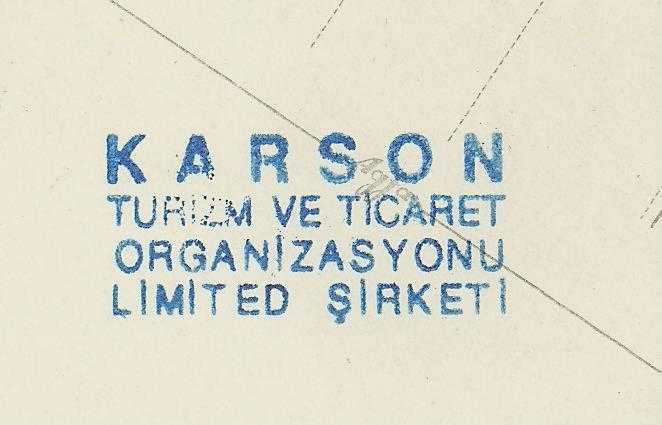 KARSON
TURİZM VE TİCARET
ORGANİZASYONU
LİMİTED ŞİRKETİ